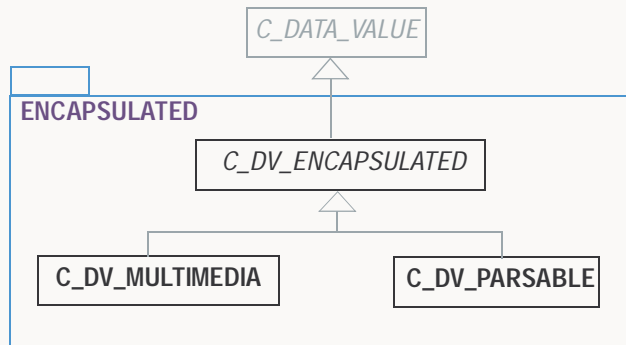 C_DATA_VALUE
ENCAPSULATED
C_DV_ENCAPSULATED
C_DV_MULTIMEDIA
C_DV_PARSABLE